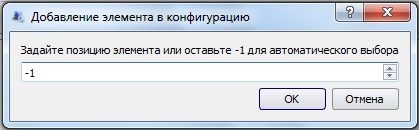 Добавление элемента в конфигурацию
Задайте позицию элемента или оставьте -1 для автоматического выбора
-1
OK
Отмена